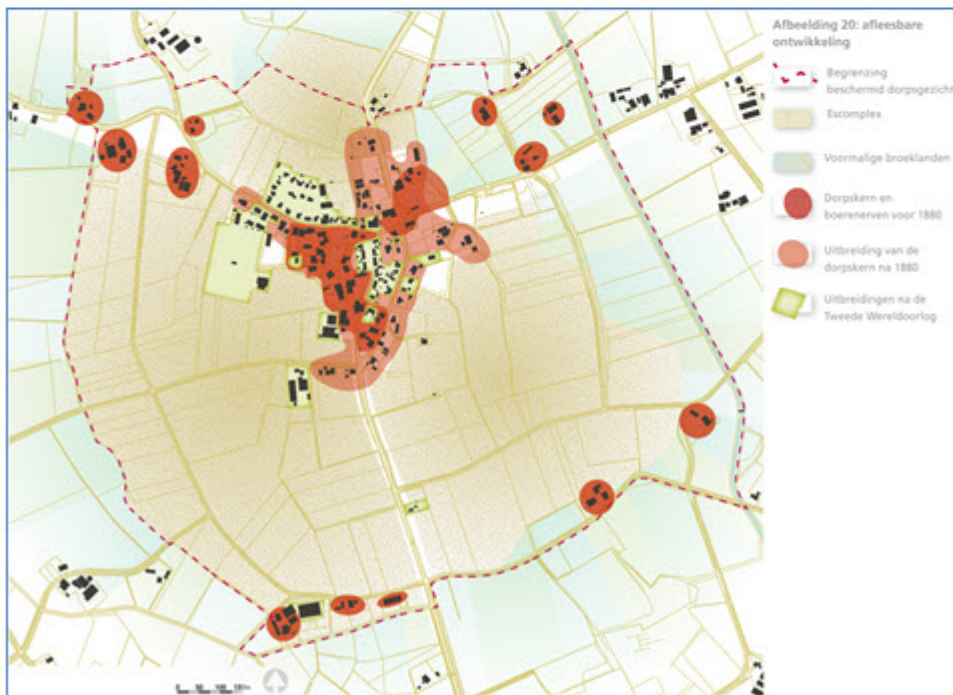 Afbeelding 20: afleesbare
ontwikkeling
Begrenzing
beschermd dorpsgezicht
Escomplex
Voormalige broeklanden
Dorpskern en
boerenerven voor 1880
Uitbreiding van de
dorpskern na 1880
Uitbreidingen na de
Tweede Wereldoorlog